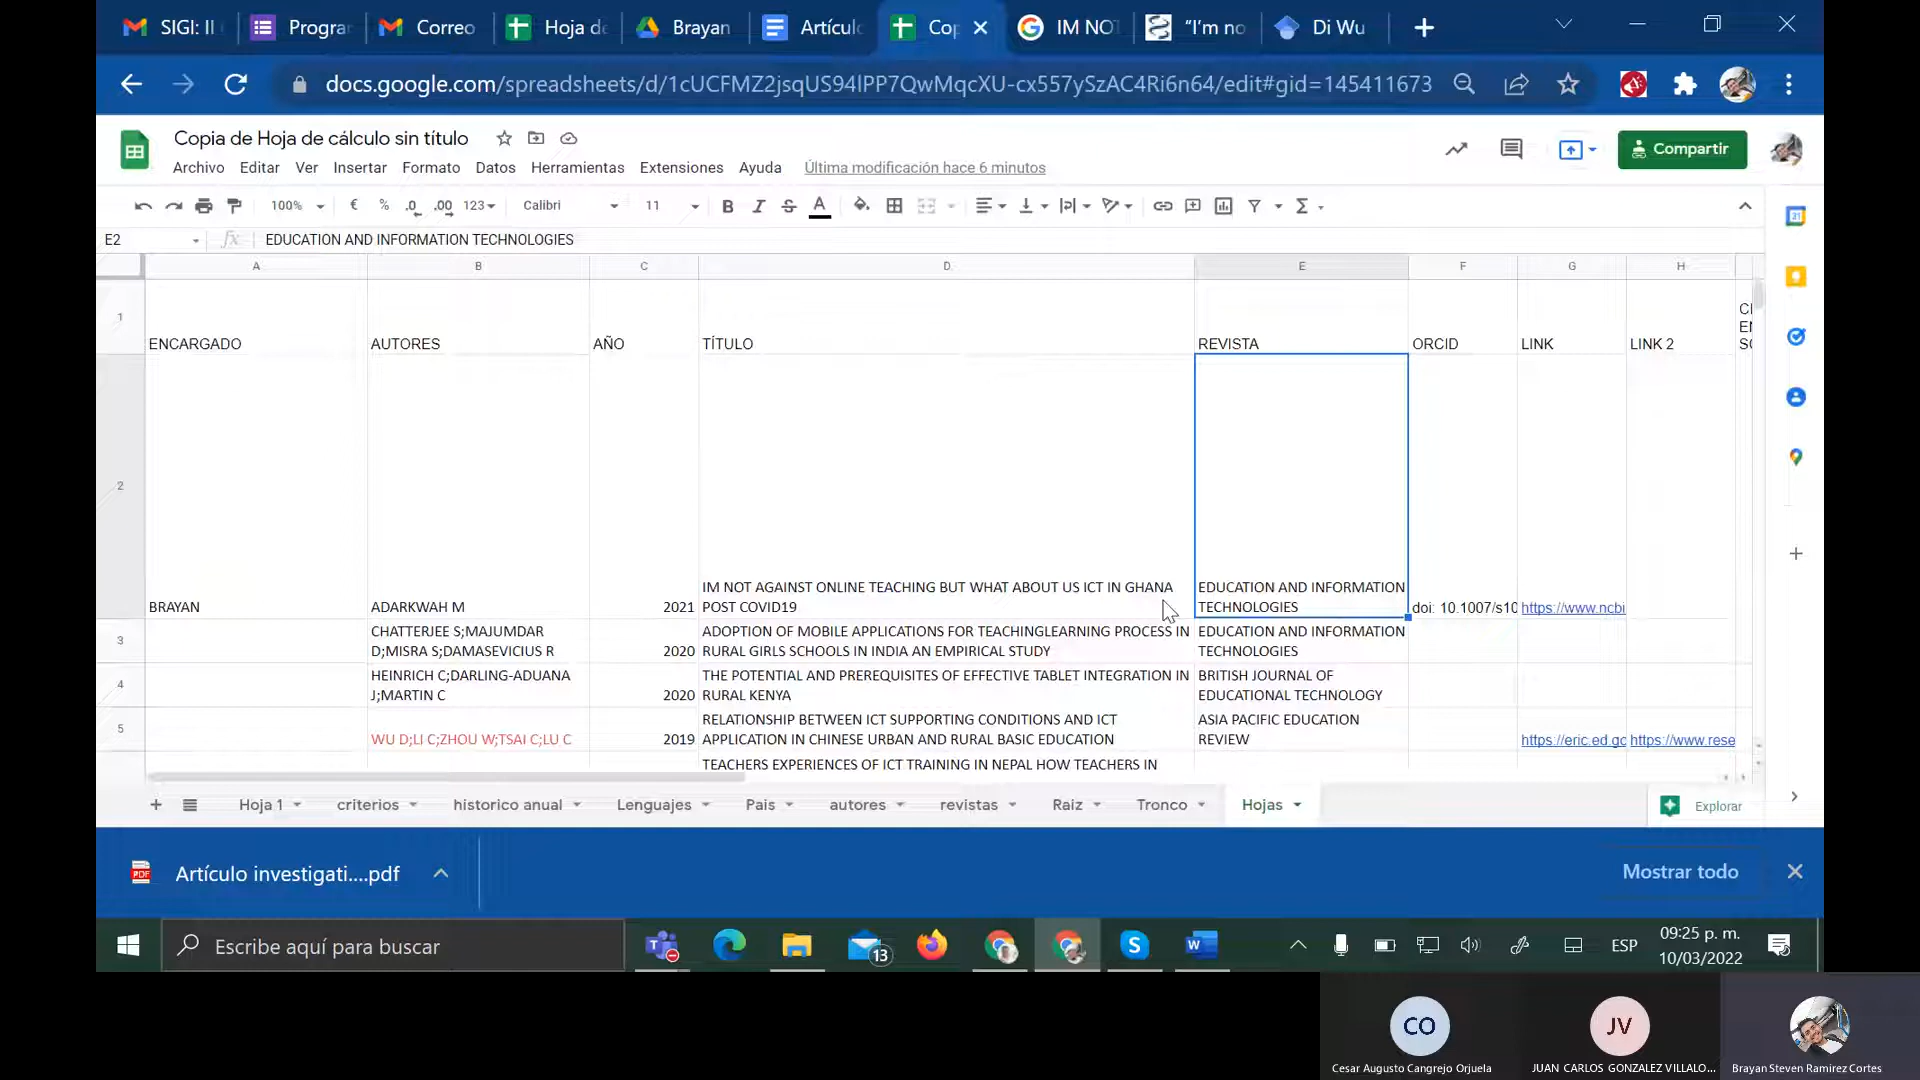 SIGI: II
Progra
Correo
Hoja de
Brayan
Artícul
Cop
IM NO
"I'm no
Di Wu
docs.google.com/spreadsheets/d/1cUCFMZ2jsqUS94lPP7QwMqcXU-cx557ySzAC4Ri6n64/edit#gid=145411673
Copia de Hoja de cálculo sin título
Compartir
Archivo Editar Ver Insertar Formato Datos Herramientas Extensiones Ayuda Última modificación hace 6 minutos
100% € % .0 .00 123 Calibri 11 B I S A
E2 fx EDUCATION AND INFORMATION TECHNOLOGIES
A B C D E F G H
1 ENCARGADO AUTORES AÑO TÍTULO REVISTA ORCID LINK LINK 2
2 BRAYAN ADARKWAH M 2021 IM NOT AGAINST ONLINE TEACHING BUT WHAT ABOUT US ICT IN GHANA
POST COVID19
EDUCATION AND INFORMATION
TECHNOLOGIES
doi: 10.1007/s10 https://www.ncbi
3 CHATTERJEE S;MAJUMDAR
D;MISRA S;DAMASEVICIUS R
2020
ADOPTION OF MOBILE APPLICATIONS FOR TEACHINGLEARNING PROCESS IN
RURAL GIRLS SCHOOLS IN INDIA AN EMPIRICAL STUDY
EDUCATION AND INFORMATION
TECHNOLOGIES
4 HEINRICH C;DARLING-ADUANA
J;MARTIN C
2020
THE POTENTIAL AND PREREQUISITES OF EFFECTIVE TABLET INTEGRATION IN
RURAL KENYA
BRITISH JOURNAL OF
EDUCATIONAL TECHNOLOGY
5 WU D;LI C;ZHOU W;TSAI C;LU C
2019
RELATIONSHIP BETWEEN ICT SUPPORTING CONDITIONS AND ICT
APPLICATION IN CHINESE URBAN AND RURAL BASIC EDUCATION
ASIA PACIFIC EDUCATION
REVIEW
https://eric.ed.gc https://www.rese
TEACHERS EXPERIENCES OF ICT TRAINING IN NEPAL HOW TEACHERS IN
Hoja 1 criterios historico anual Lenguajes Pais autores revistas Raiz Tronco Hojas Explorar
Artículo investigati....pdf
Mostrar todo
Escribe aquí para buscar
13
ESP
09:25 p. m.
10/03/2022
CO
JV
Cesar Augusto Cangrejo Orjuela
JUAN CARLOS GONZALEZ VILLALO...
Brayan Steven Ramirez Cortes